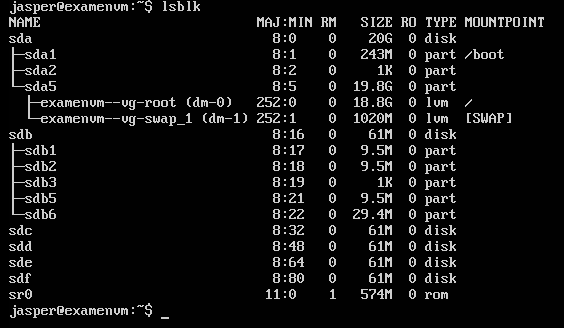 jasper@examenvm:~$ lsblk
NAME                          MAJ:MIN RM   SIZE RO TYPE MOUNTPOINT
sda                             8:0    0    20G  0 disk
├─sda1                          8:1    0   243M  0 part /boot
├─sda2                          8:2    0     1K  0 part
└─sda5                          8:5    0  19.8G  0 part
  ├─examenvm--vg-root (dm-0)  252:0    0  18.8G  0 lvm  /
  └─examenvm--vg-swap_1 (dm-1) 252:1    0  1020M  0 lvm  [SWAP]
sdb                             8:16   0    61M  0 disk
├─sdb1                          8:17   0   9.5M  0 part
├─sdb2                          8:18   0   9.5M  0 part
├─sdb3                          8:19   0     1K  0 part
├─sdb5                          8:21   0   9.5M  0 part
└─sdb6                          8:22   0  29.4M  0 part
sdc                             8:32   0    61M  0 disk
sdd                             8:48   0    61M  0 disk
sde                             8:64   0    61M  0 disk
sdf                             8:80   0    61M  0 disk
sr0                            11:0    1   574M  0 rom
jasper@examenvm:~$ _